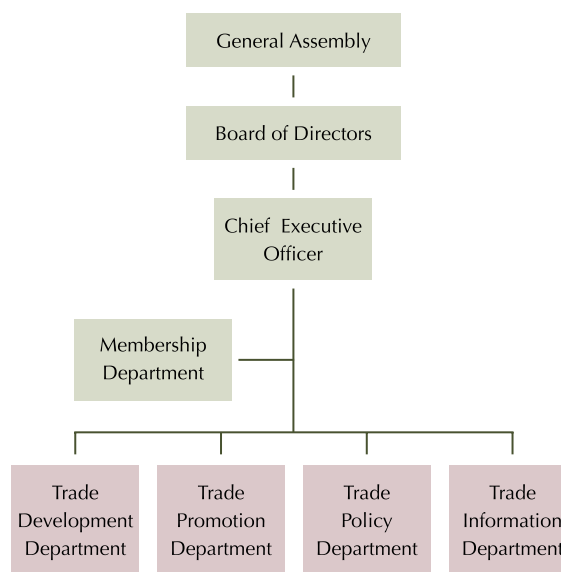 General Assembly
Board of Directors
Chief Executive
Officer
Membership
Department
Trade
Development
Department
Trade
Promotion
Department
Trade
Policy
Department
Trade
Information
Department